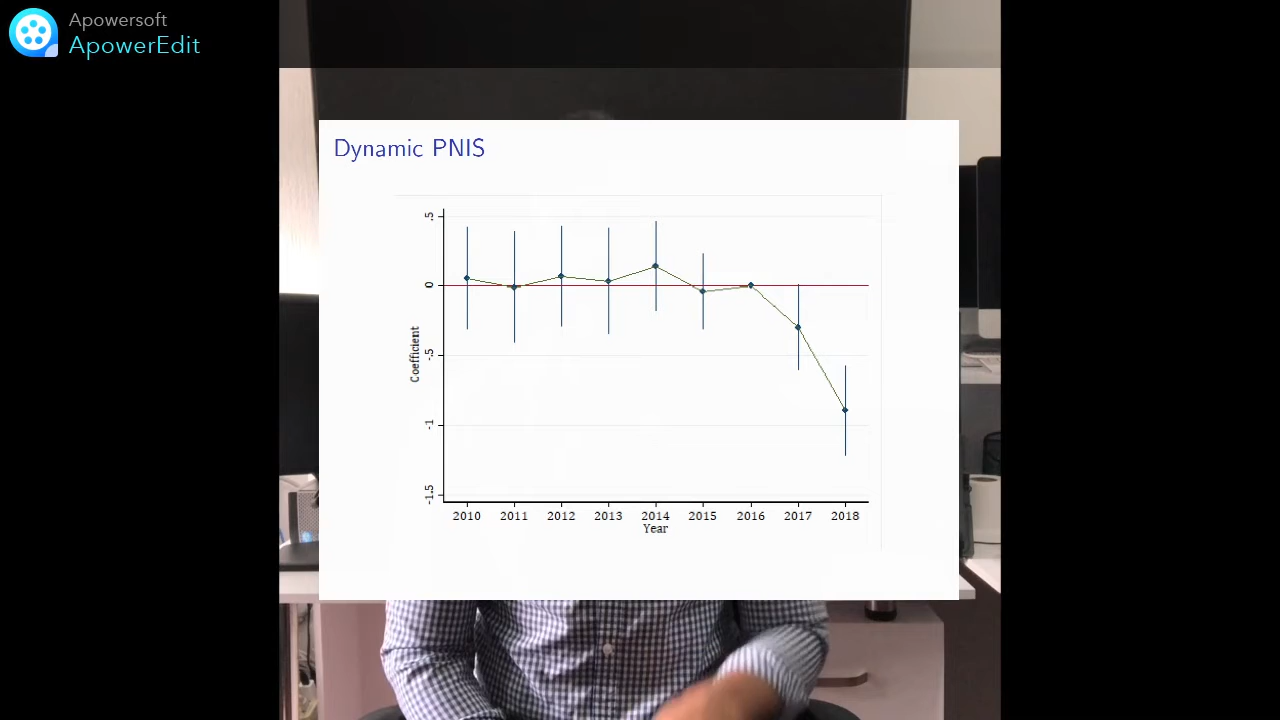 Apowersoft
ApowerEdit
Dynamic PNIS
.5
0
-.5
-1
-1.5
Coefficient
2010 2011 2012 2013 2014 2015 2016 2017 2018
Year